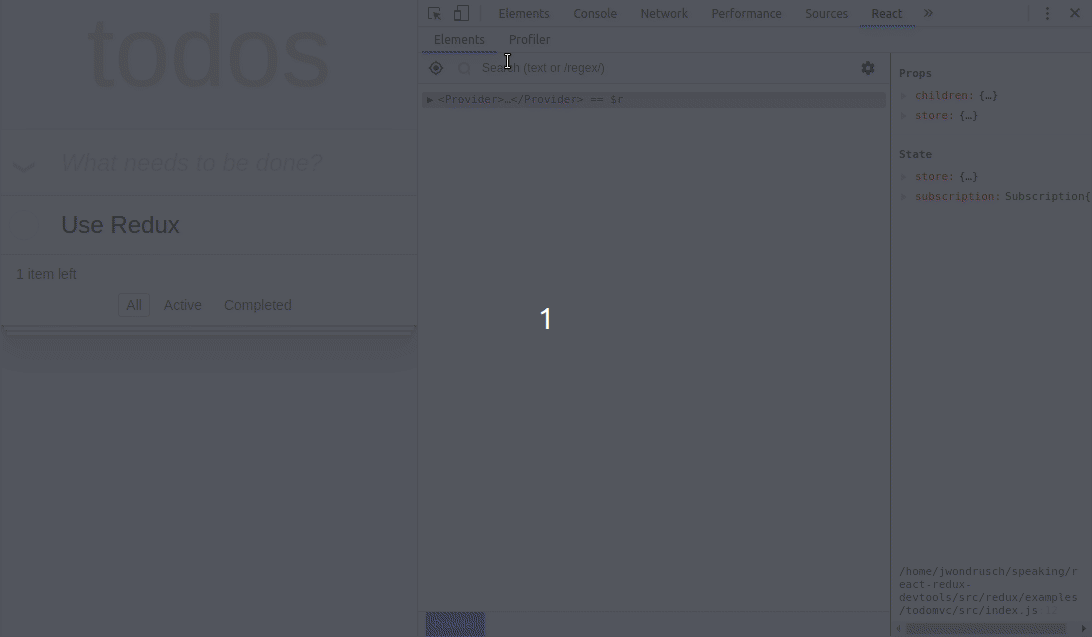 todos
What needs to be done?
Use Redux
1 item left
All Active Completed
Elements Console Network Performance Sources React »
Elements Profiler
Search (text or /regex/)
▶ <Provider>…</Provider> == $r
Props
▶ children: {…}
▶ store: {…}
State
▶ store: {…}
▶ subscription: Subscription{
1
/home/jwondrusch/speaking/r
eact-redux-
devtools/src/redux/examples
/todomvc/src/index.js:12